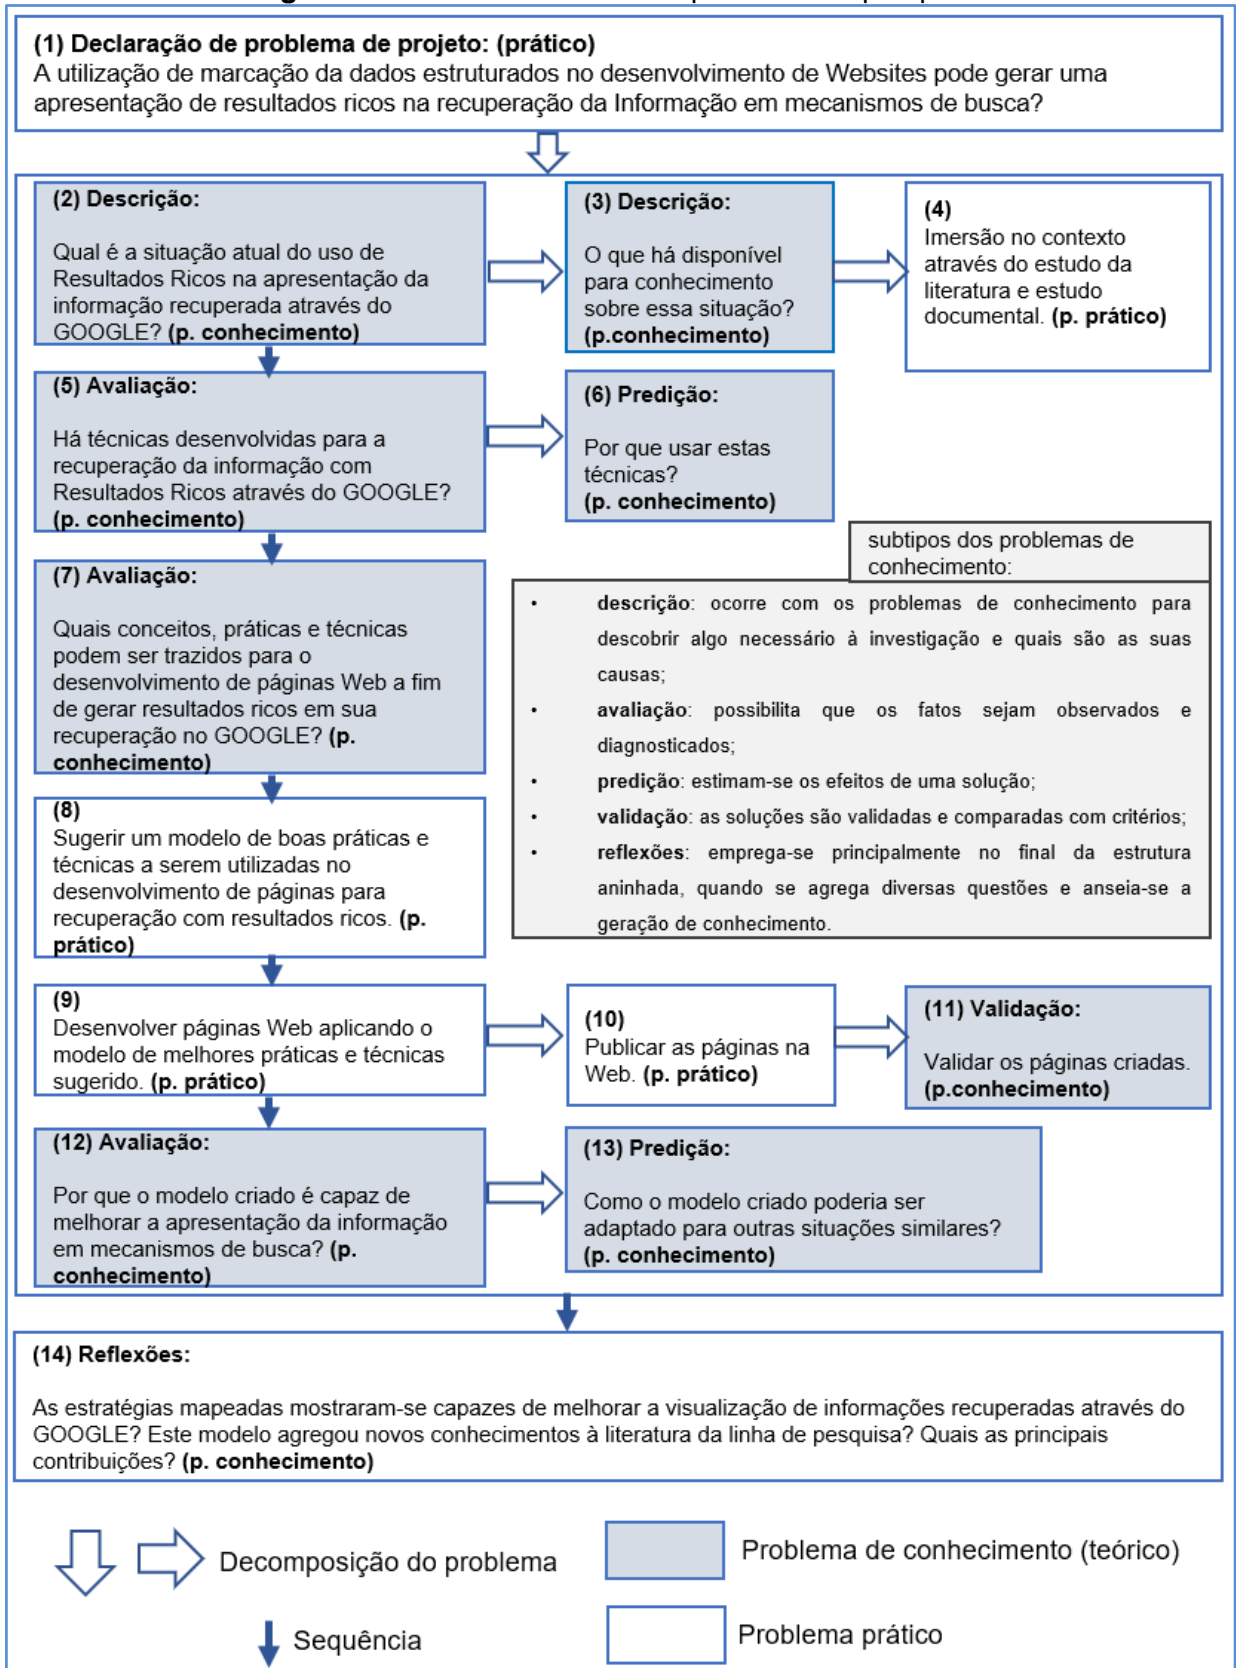 (1) Declaração de problema de projeto: (prático)
A utilização de marcação da dados estruturados no desenvolvimento de Websites pode gerar uma
apresentação de resultados ricos na recuperação da Informação em mecanismos de busca?
(2) Descrição:
Qual é a situação atual do uso de
Resultados Ricos na apresentação da
informação recuperada através do
GOOGLE? (p. conhecimento)
(3) Descrição:
O que há disponível
para conhecimento
sobre essa situação?
(p.conhecimento)
(4)
Imersão no contexto
através do estudo da
literatura e estudo
documental. (p. prático)
(5) Avaliação:
Há técnicas desenvolvidas para a
recuperação da informação com
Resultados Ricos através do GOOGLE?
(p. conhecimento)
(6) Predição:
Por que usar estas
técnicas?
(p. conhecimento)
(7) Avaliação:
Quais conceitos, práticas e técnicas
podem ser trazidos para o
desenvolvimento de páginas Web a fim
de gerar resultados ricos em sua
recuperação no GOOGLE? (p.
conhecimento)
subtipos dos problemas de
conhecimento:
• descrição: ocorre com os problemas de conhecimento para
descobrir algo necessário à investigação e quais são as suas
causas;
• avaliação: possibilita que os fatos sejam observados e
diagnosticados;
• predição: estimam-se os efeitos de uma solução;
• validação: as soluções são validadas e comparadas com critérios;
• reflexões: emprega-se principalmente no final da estrutura
aninhada, quando se agrega diversas questões e anseia-se a
geração de conhecimento.
(8)
Sugerir um modelo de boas práticas e
técnicas a serem utilizadas no
desenvolvimento de páginas para
recuperação com resultados ricos. (p.
prático)
(9)
Desenvolver páginas Web aplicando o
modelo de melhores práticas e técnicas
sugerido. (p. prático)
(10)
Publicar as páginas na
Web. (p. prático)
(11) Validação:
Validar os páginas criadas.
(p.conhecimento)
(12) Avaliação:
Por que o modelo criado é capaz de
melhorar a apresentação da informação
em mecanismos de busca? (p.
conhecimento)
(13) Predição:
Como o modelo criado poderia ser
adaptado para outras situações similares?
(p. conhecimento)
(14) Reflexões:
As estratégias mapeadas mostraram-se capazes de melhorar a visualização de informações recuperadas através do
GOOGLE? Este modelo agregou novos conhecimentos à literatura da linha de pesquisa? Quais as principais
contribuições? (p. conhecimento)
Decomposição do problema
Problema de conhecimento (teórico)
Sequência
Problema prático